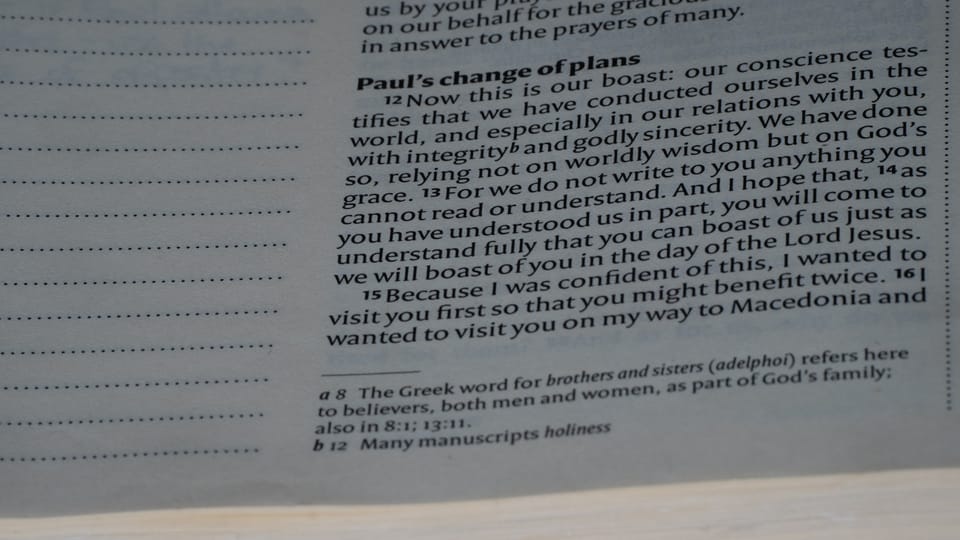 us by your
on our behalf for the gracious
in answer to the prayers of many.
Paul's change of plans
12 Now this is our boast: our conscience tes-
tifies that we have conducted ourselves in the
world, and especially in our relations with you,
with integrityb and godly sincerity. We have done
so, relying not on worldly wisdom but on God's
grace. 13 For we do not write to you anything you
cannot read or understand. And I hope that, 14 as
you have understood us in part, you will come to
understand fully that you can boast of us just as
we will boast of you in the day of the Lord Jesus.
15 Because I was confident of this, I wanted to
visit you first so that you might benefit twice. 16 I
wanted to visit you on my way to Macedonia and
a 8 The Greek word for brothers and sisters (adelphoi) refers here
to believers, both men and women, as part of God's family;
also in 8:1; 13:11.
b 12 Many manuscripts holiness